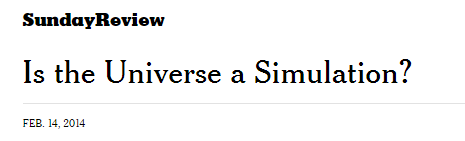 SundayReview
Is the Universe a Simulation?
FEB. 14, 2014